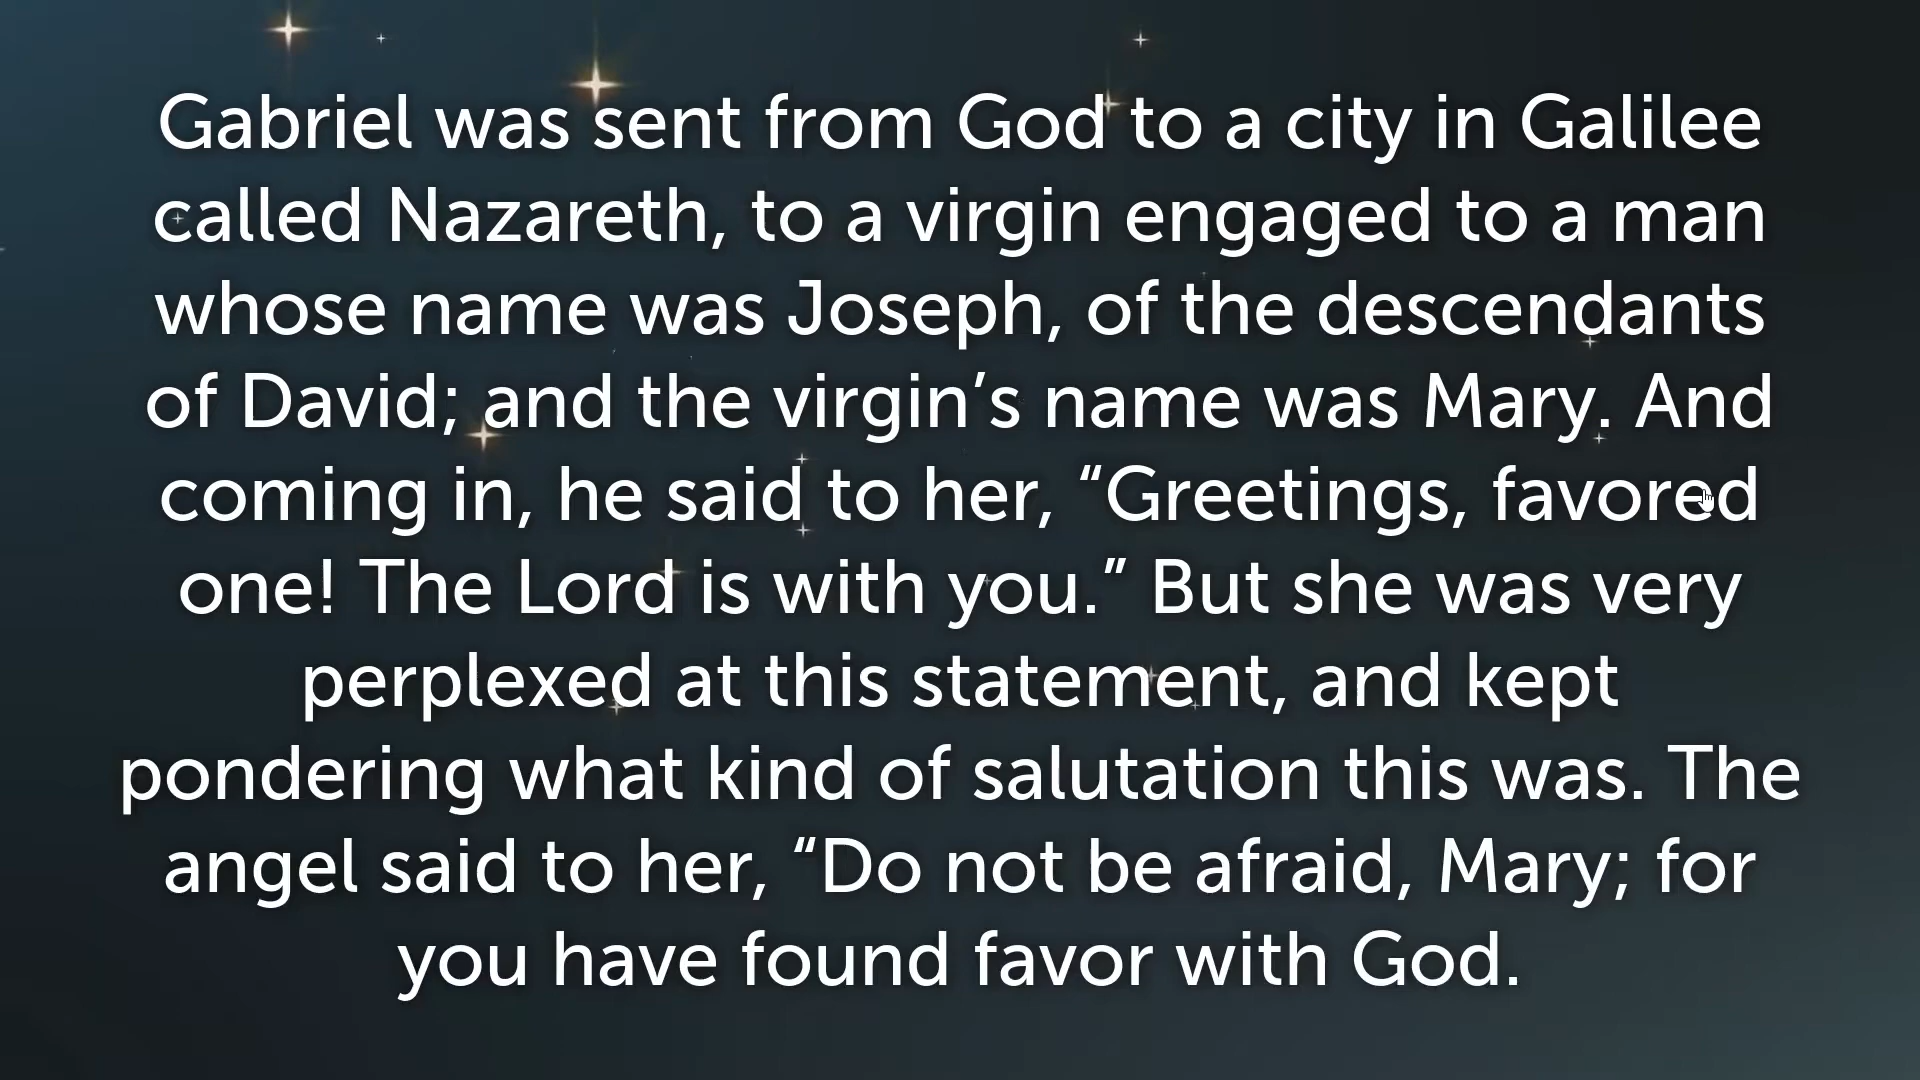 Gabriel was sent from God to a city in Galilee
called Nazareth, to a virgin engaged to a man
whose name was Joseph, of the descendants
of David; and the virgin’s name was Mary. And
coming in, he said to her, “Greetings, favored
one! The Lord is with you.” But she was very
perplexed at this statement, and kept
pondering what kind of salutation this was. The
angel said to her, “Do not be afraid, Mary; for
you have found favor with God.